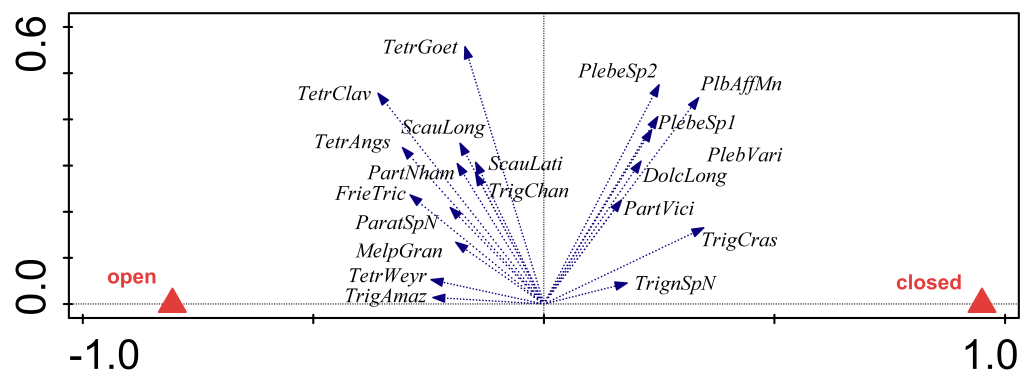 0.6
TetrGoet
PlebeSp2
PlbAffMn
TetrClav
ScauLong
PlebeSp1
TetrAngs
PlebVari
ScauLati
PartNham
DolcLong
FrieTric
TrigChan
PartVici
ParatSpN
TrigCras
MelpGran
TetrWeyr
TrignSpN
TrigAmaz
open
closed
0.0
-1.0
1.0